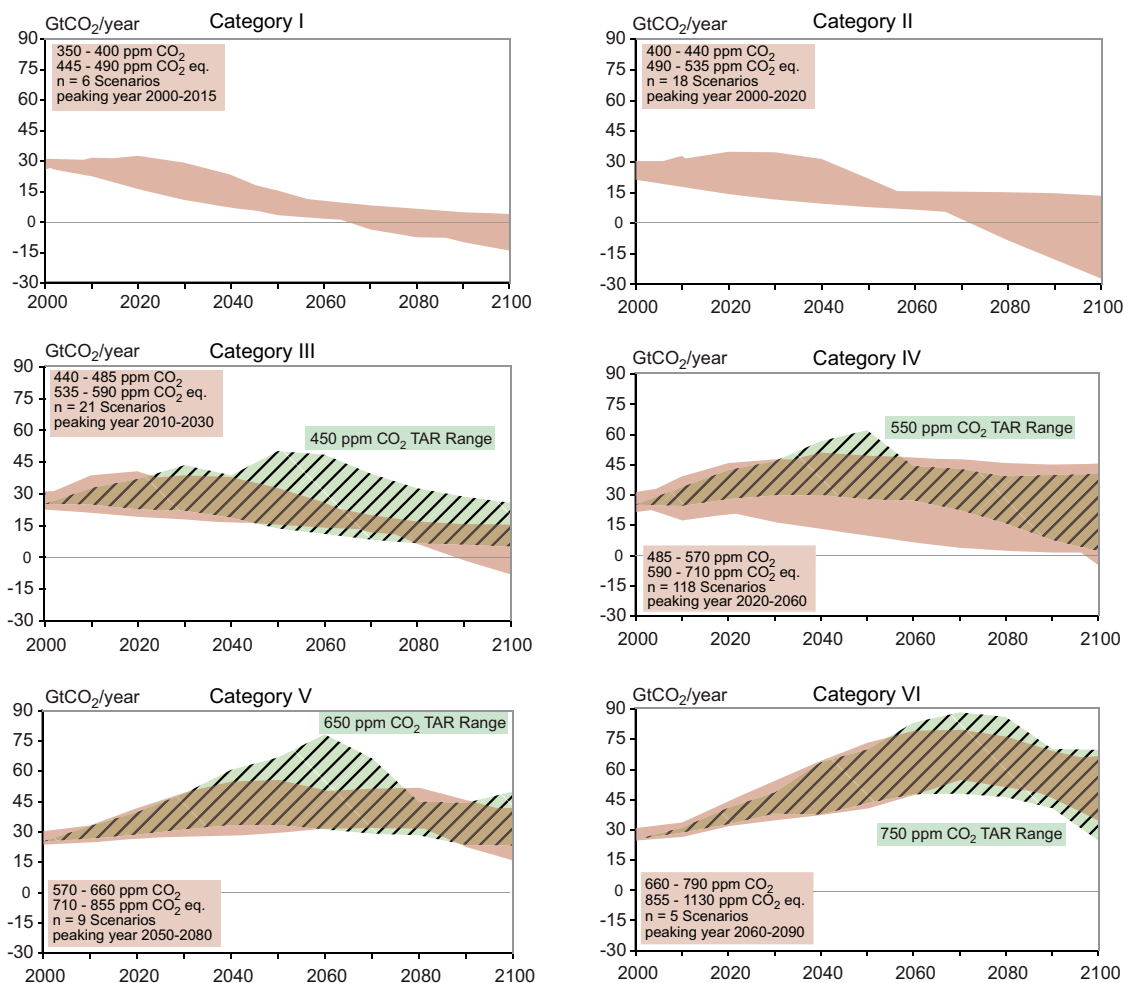 GtCO₂/year
Category I
90
75
60
45
30
15
0
-15
-30
350 - 400 ppm CO₂
445 - 490 ppm CO₂ eq.
n = 6 Scenarios
peaking year 2000-2015
2000 2020 2040 2060 2080 2100
GtCO₂/year
Category II
90
75
60
45
30
15
0
-15
-30
400 - 440 ppm CO₂
490 - 535 ppm CO₂ eq.
n = 18 Scenarios
peaking year 2000-2020
2000 2020 2040 2060 2080 2100
GtCO₂/year
Category III
90
75
60
45
30
15
0
-15
-30
440 - 485 ppm CO₂
535 - 590 ppm CO₂ eq.
n = 21 Scenarios
peaking year 2010-2030
450 ppm CO₂ TAR Range
2000 2020 2040 2060 2080 2100
GtCO₂/year
Category IV
90
75
60
45
30
15
0
-15
-30
550 ppm CO₂ TAR Range
485 - 570 ppm CO₂
590 - 710 ppm CO₂ eq.
n = 118 Scenarios
peaking year 2020-2060
2000 2020 2040 2060 2080 2100
GtCO₂/year
Category V
90
75
60
45
30
15
0
-15
-30
650 ppm CO₂ TAR Range
570 - 660 ppm CO₂
710 - 855 ppm CO₂ eq.
n = 9 Scenarios
peaking year 2050-2080
2000 2020 2040 2060 2080 2100
GtCO₂/year
Category VI
90
75
60
45
30
15
0
-15
-30
750 ppm CO₂ TAR Range
660 - 790 ppm CO₂
855 - 1130 ppm CO₂ eq.
n = 5 Scenarios
peaking year 2060-2090
2000 2020 2040 2060 2080 2100